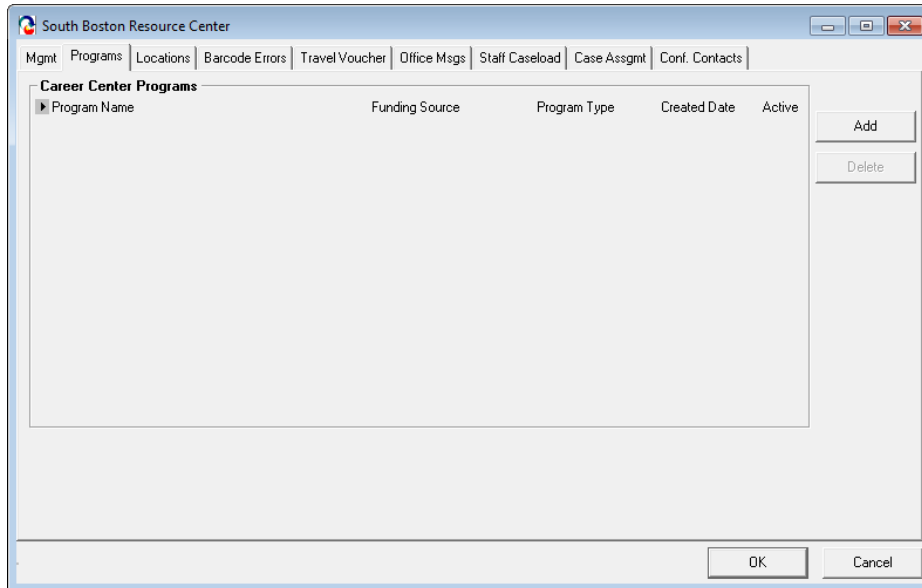 South Boston Resource Center
Mgmt Programs Locations Barcode Errors Travel Voucher Office Msgs Staff Caseload Case Assgmt Conf. Contacts
Career Center Programs
Program Name Funding Source Program Type Created Date Active
Add
Delete
OK Cancel